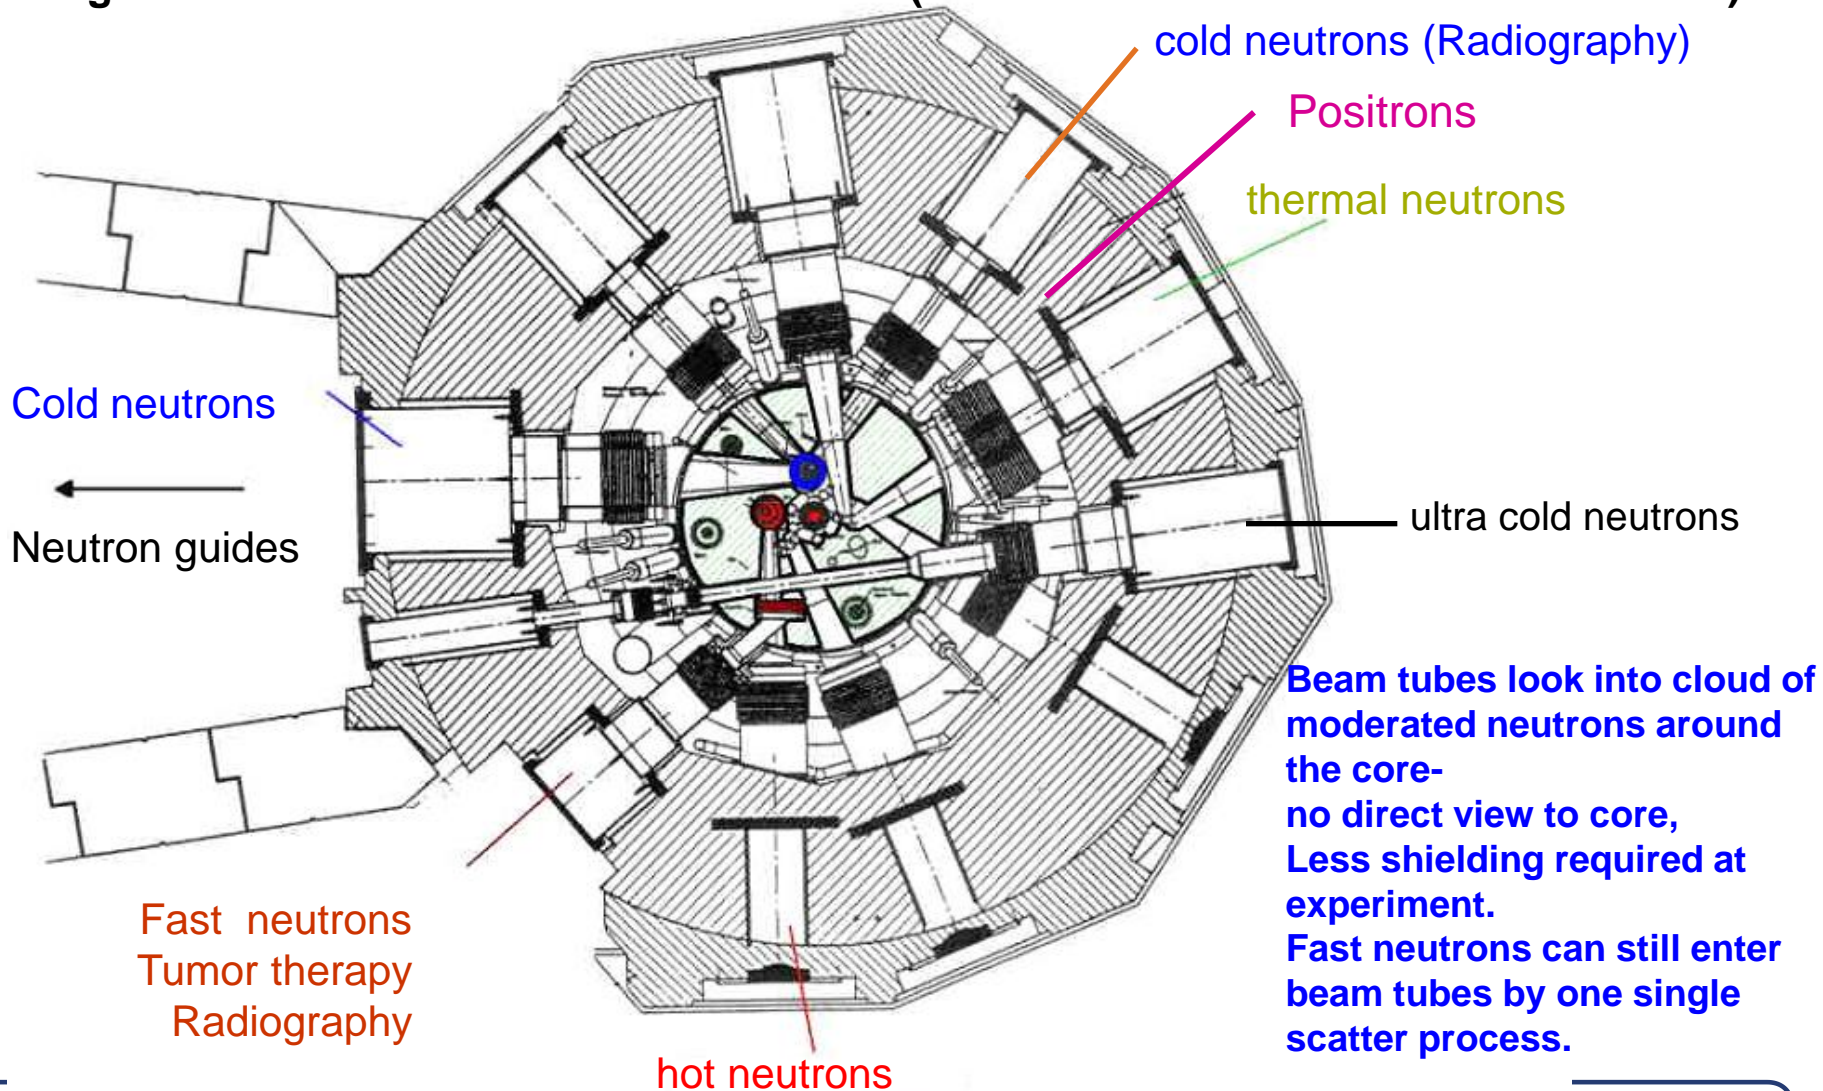 cold neutrons (Radiography)
Positrons
thermal neutrons
Cold neutrons
Neutron guides
ultra cold neutrons
Beam tubes look into cloud of
moderated neutrons around
the core-
no direct view to core,
Less shielding required at
experiment.
Fast neutrons can still enter
beam tubes by one single
scatter process.
Fast neutrons
Tumor therapy
Radiography
hot neutrons